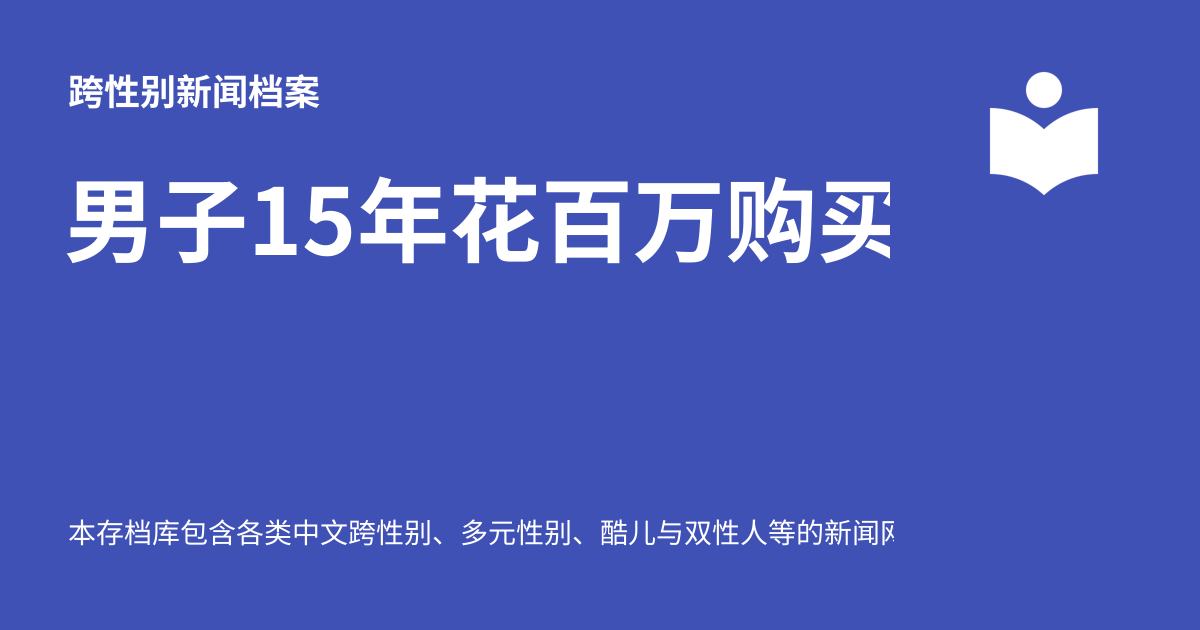 跨性别新闻档案
男子15年花百万购买
本存档库包含各类中文跨性别、多元性别、酷儿与双性人等的新闻网